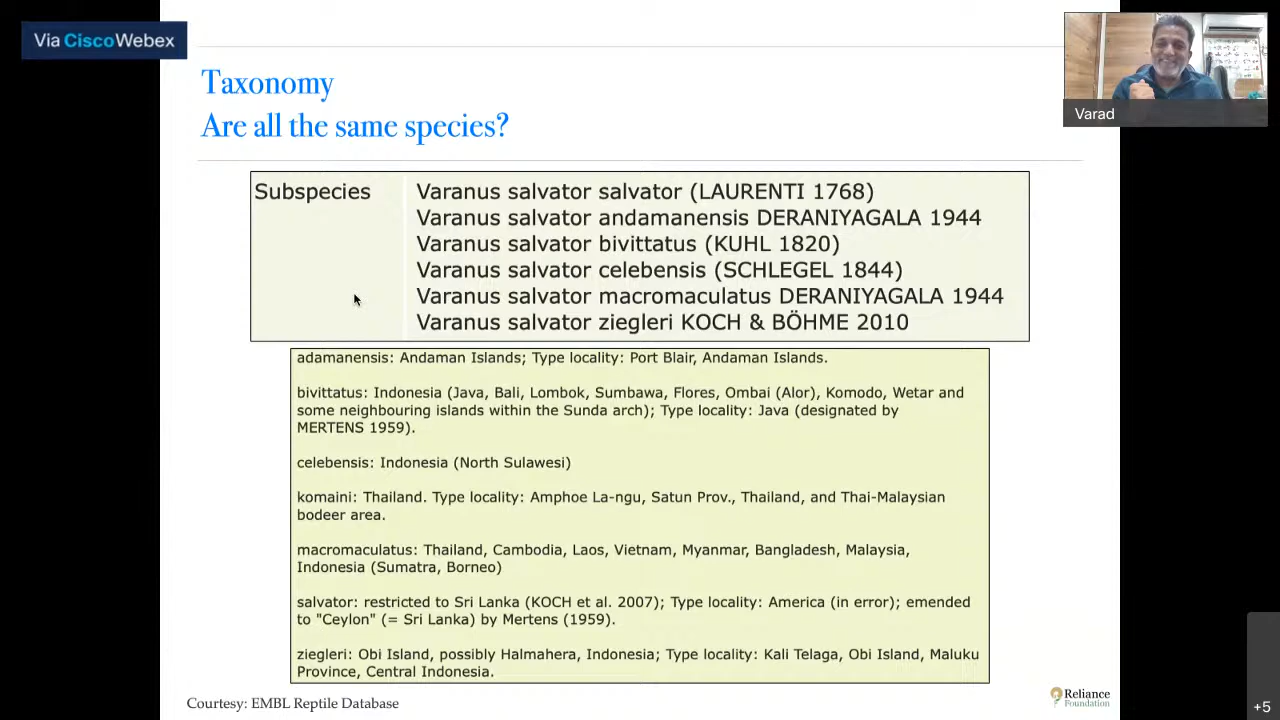 Via CiscoWebex
Taxonomy
Are all the same species?
Varad
Subspecies
Varanus salvator salvator (LAURENTI 1768)
Varanus salvator andamanensis DERANIYAGALA 1944
Varanus salvator bivittatus (KUHL 1820)
Varanus salvator celebensis (SCHLEGEL 1844)
Varanus salvator macromaculatus DERANIYAGALA 1944
Varanus salvator ziegleri KOCH & BÖHME 2010
adamanensis: Andaman Islands; Type locality: Port Blair, Andaman Islands.
bivittatus: Indonesia (Java, Bali, Lombok, Sumbawa, Flores, Ombai (Alor), Komodo, Wetar and
some neighbouring islands within the Sunda arch); Type locality: Java (designated by
MERTENS 1959).
celebensis: Indonesia (North Sulawesi)
komaini: Thailand. Type locality: Amphoe La-ngu, Satun Prov., Thailand, and Thai-Malaysian
bodeer area.
macromaculatus: Thailand, Cambodia, Laos, Vietnam, Myanmar, Bangladesh, Malaysia,
Indonesia (Sumatra, Borneo)
salvator: restricted to Sri Lanka (KOCH et al. 2007); Type locality: America (in error); emended
to "Ceylon" (= Sri Lanka) by Mertens (1959).
ziegleri: Obi Island, possibly Halmahera, Indonesia; Type locality: Kali Telaga, Obi Island, Maluku
Province, Central Indonesia.
Courtesy: EMBL Reptile Database
Reliance
Foundation
+5